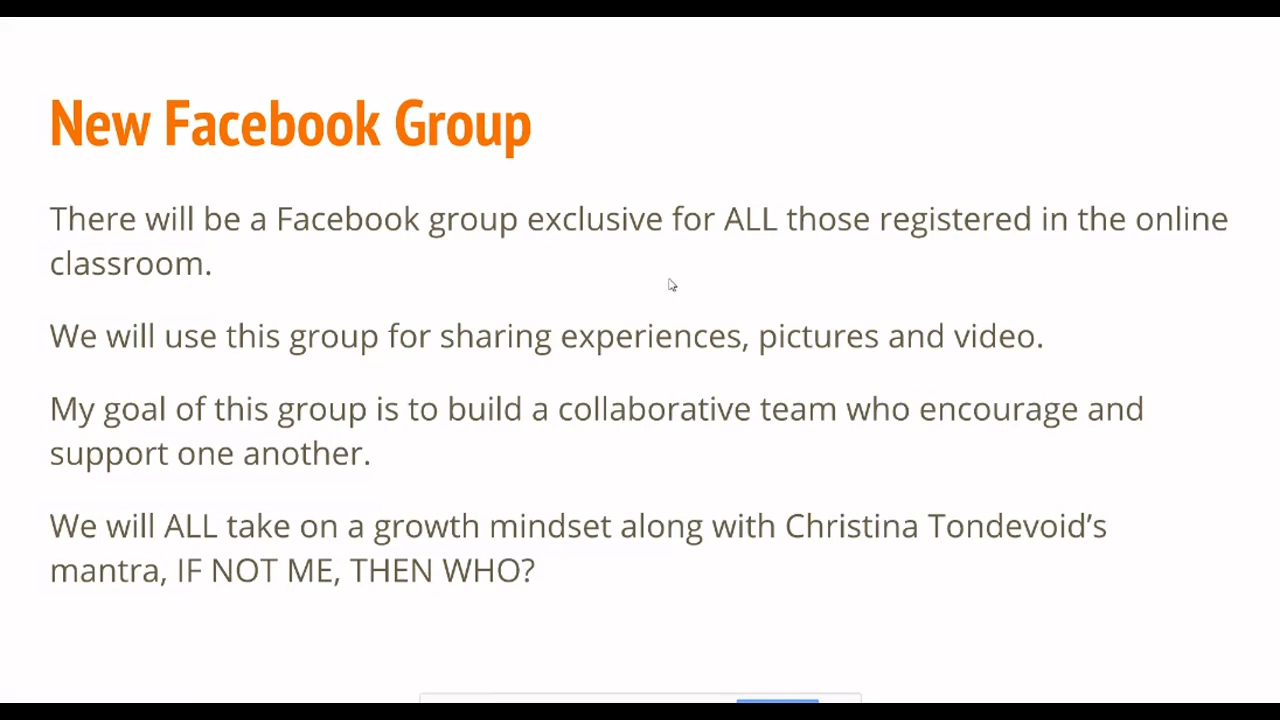 New Facebook Group
There will be a Facebook group exclusive for ALL those registered in the online
classroom.
We will use this group for sharing experiences, pictures and video.
My goal of this group is to build a collaborative team who encourage and
support one another.
We will ALL take on a growth mindset along with Christina Tondevoid’s
mantra, IF NOT ME, THEN WHO?